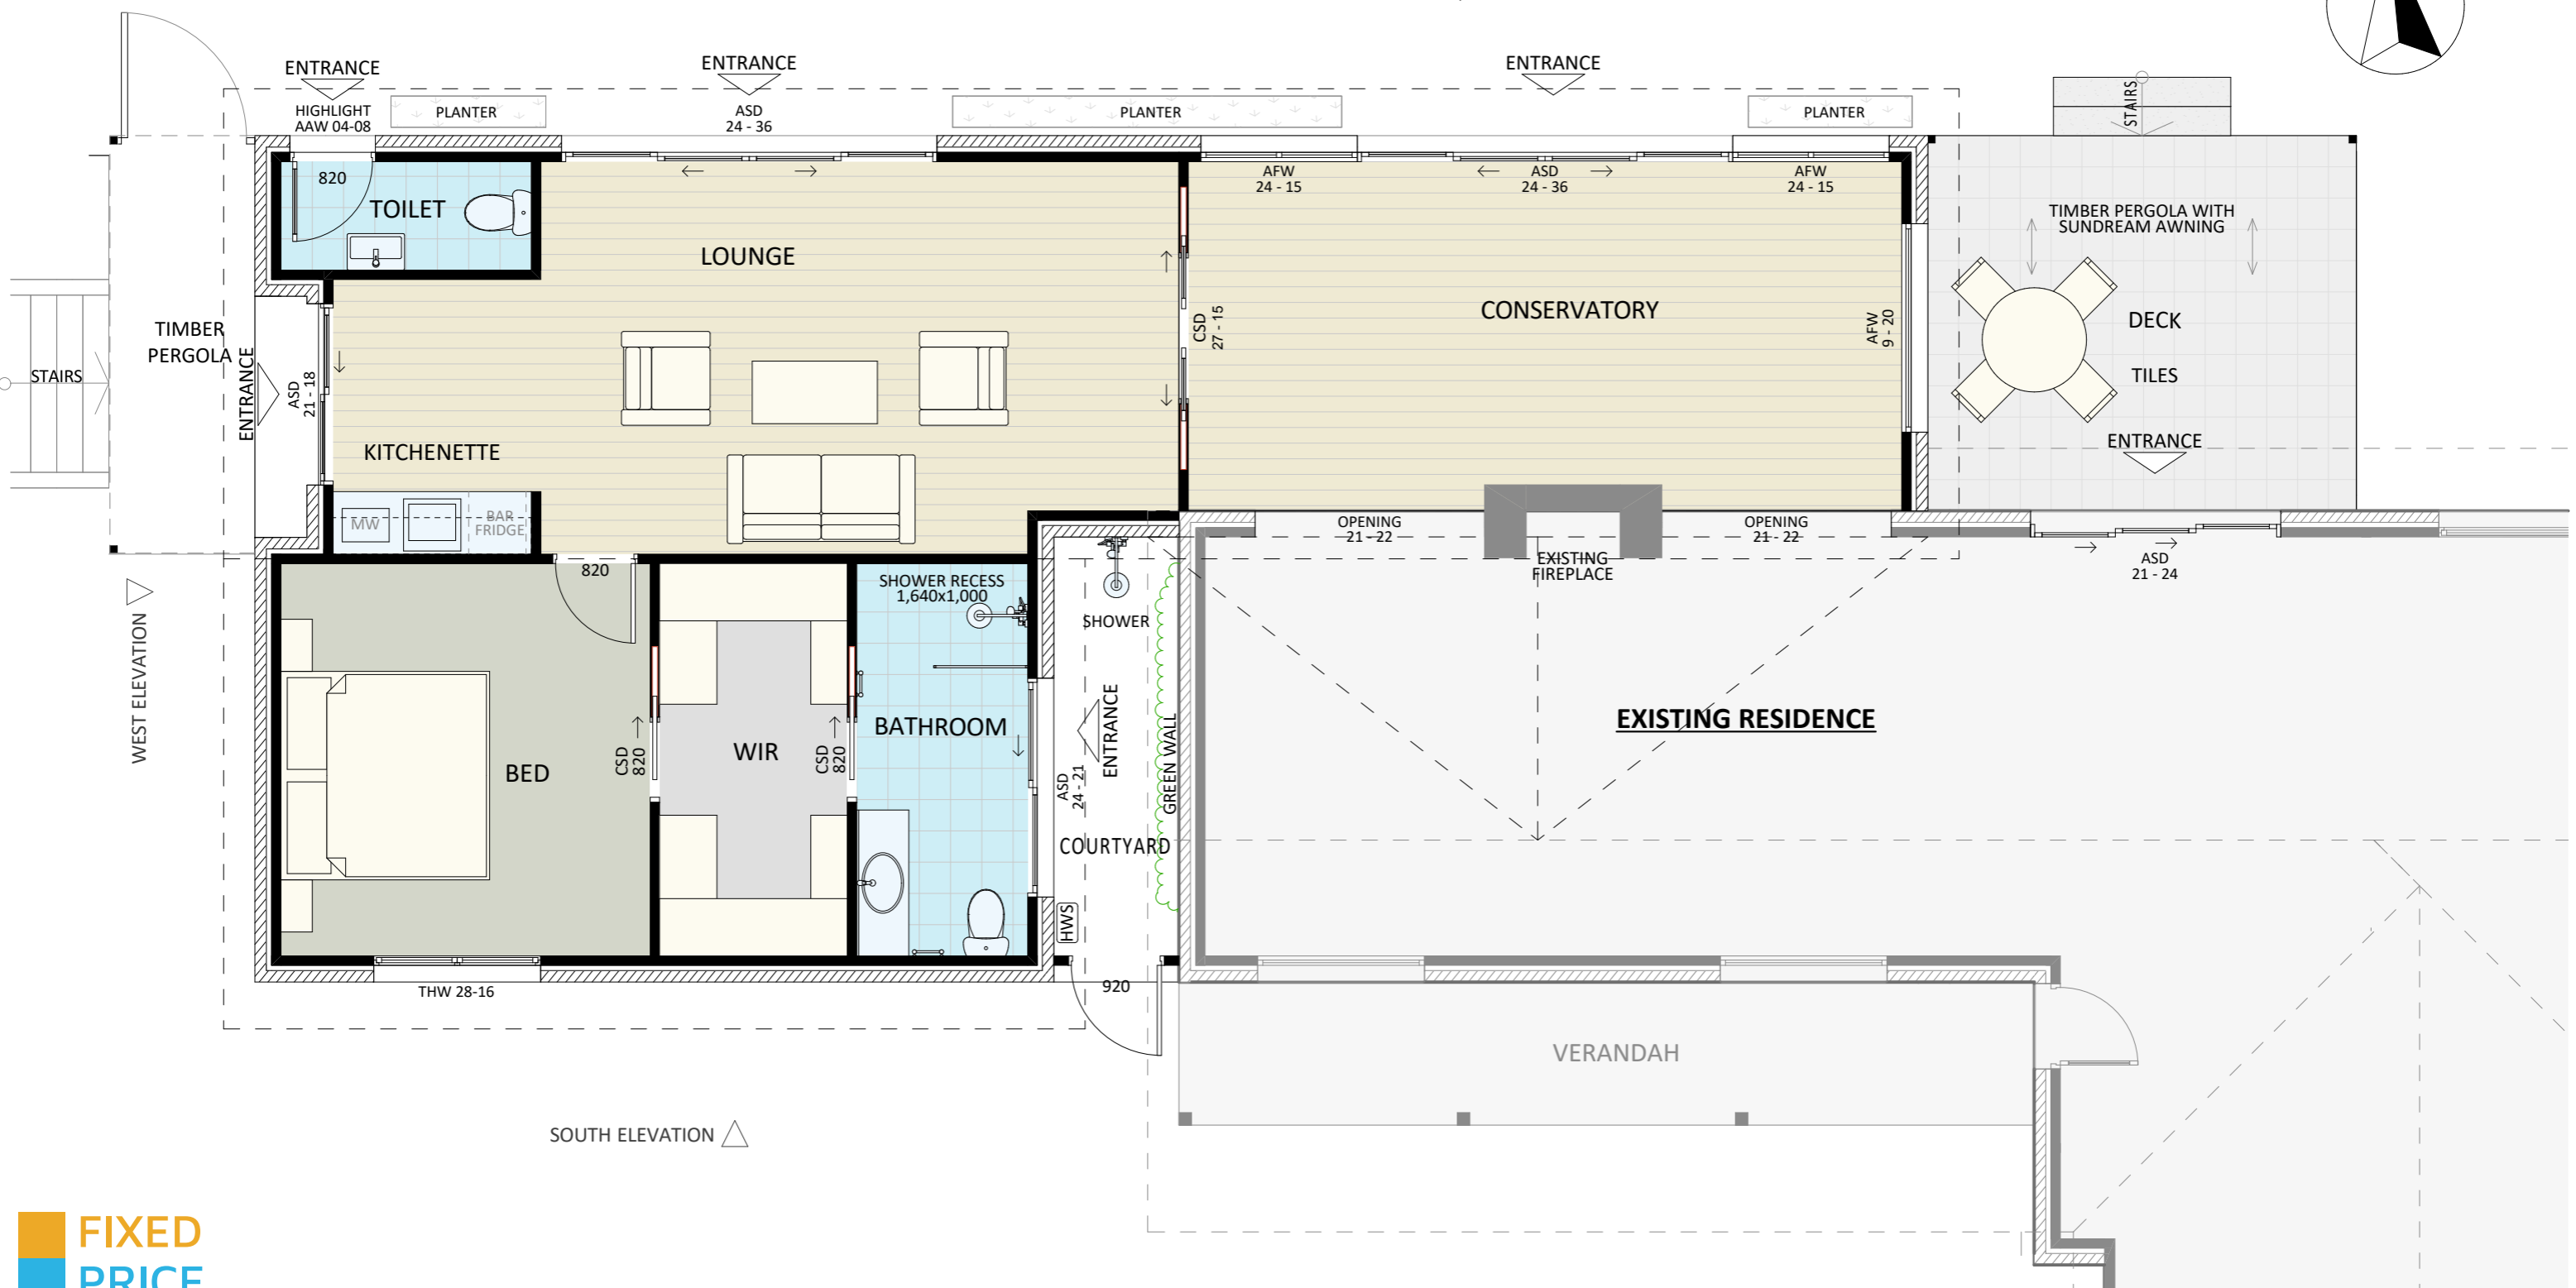 ENTRANCE
ENTRANCE
ENTRANCE
HIGHLIGHT
AAW 04-08
PLANTER
ASD
24 - 36
PLANTER
PLANTER
STAIRS
820
TOILET
LOUNGE
AFW
24 - 15
ASD
24 - 36
AFW
24 - 15
TIMBER PERGOLA WITH
SUNDREAM AWNING
TIMBER
PERGOLA
STAIRS
ENTRANCE
ASD
21 - 18
CSD
27 - 15
CONSERVATORY
AFW
9 - 20
DECK
TILES
ENTRANCE
KITCHENETTE
MW
BAR
FRIDGE
OPENING
21 - 22
OPENING
21 - 22
EXISTING
FIREPLACE
ASD
21 - 24
820
SHOWER RECESS
1,640x1,000
SHOWER
WEST ELEVATION
BED
CSD
820
WIR
CSD
820
BATHROOM
ENTRANCE
ASD
24 - 21
GREEN WALL
EXISTING RESIDENCE
COURTYARD
HWS
THW 28-16
920
VERANDAH
SOUTH ELEVATION
FIXED
PRICE